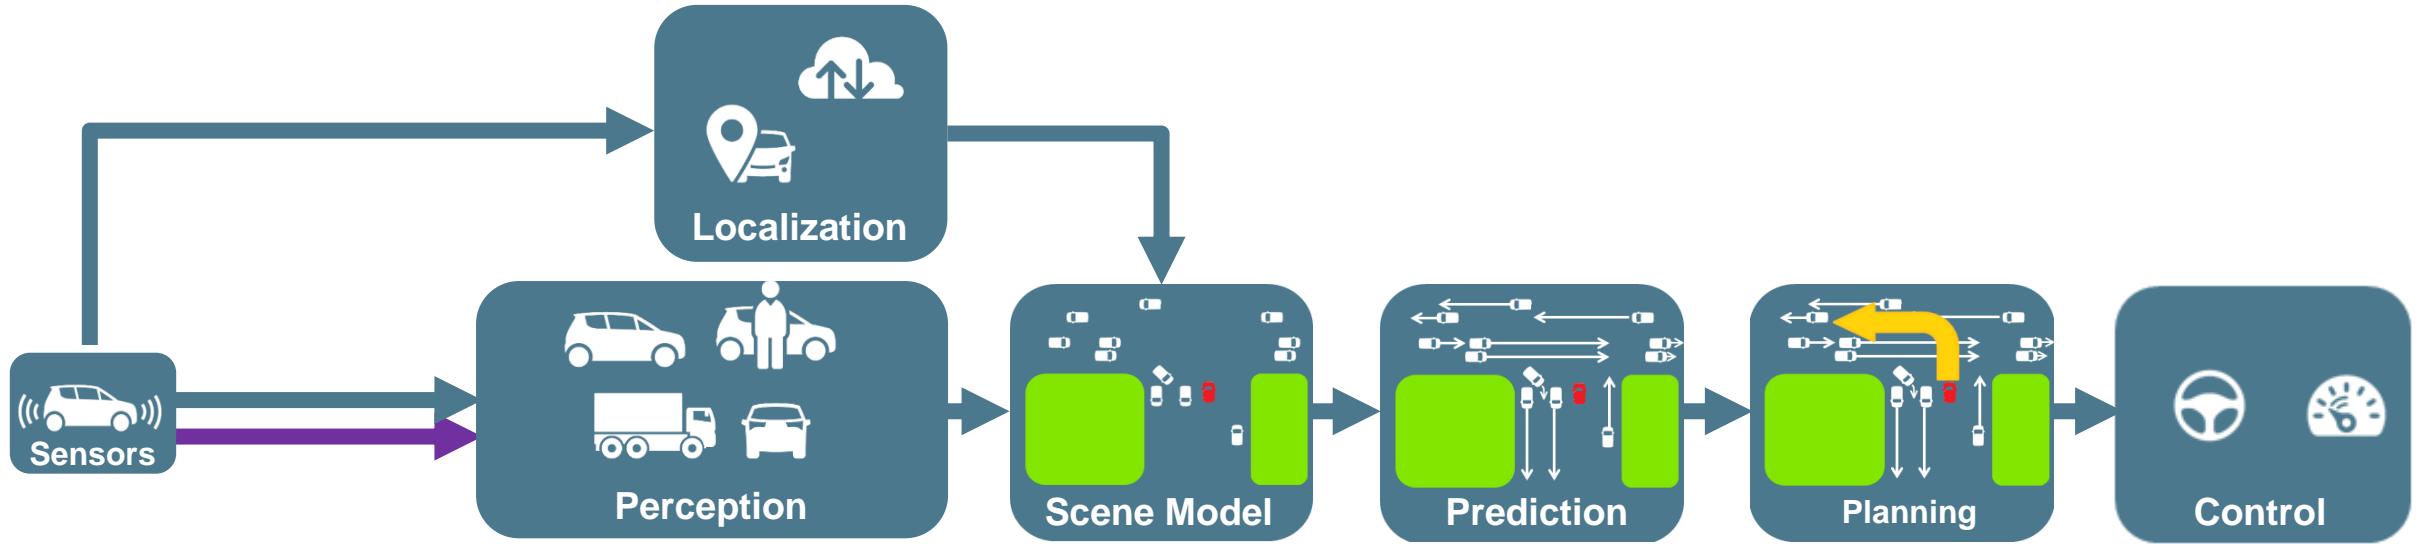 Localization
Sensors
Perception
Scene Model
Prediction
Planning
Control